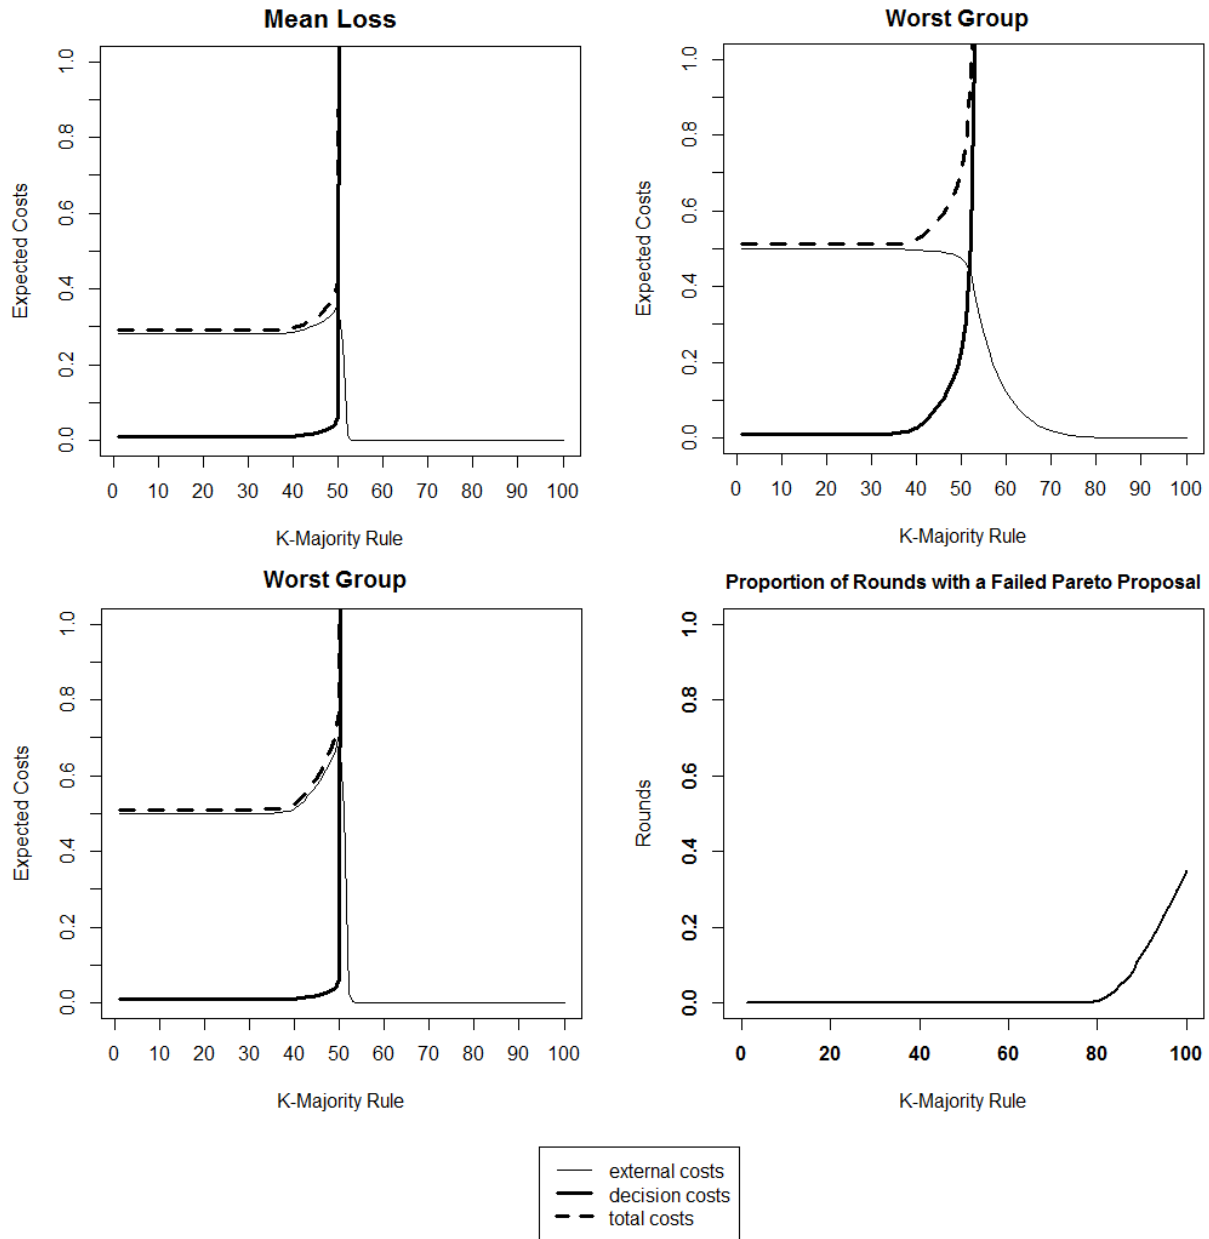 Mean Loss
Expected Costs
1.0
0.8
0.6
0.4
0.2
0.0
0 10 20 30 40 50 60 70 80 90 100
K-Majority Rule
Worst Group
Expected Costs
1.0
0.8
0.6
0.4
0.2
0.0
0 10 20 30 40 50 60 70 80 90 100
K-Majority Rule
Worst Group
Expected Costs
1.0
0.8
0.6
0.4
0.2
0.0
0 10 20 30 40 50 60 70 80 90 100
K-Majority Rule
Proportion of Rounds with a Failed Pareto Proposal
Rounds
1.0
0.8
0.6
0.4
0.2
0.0
0 20 40 60 80 100
K-Majority Rule
external costs
decision costs
total costs